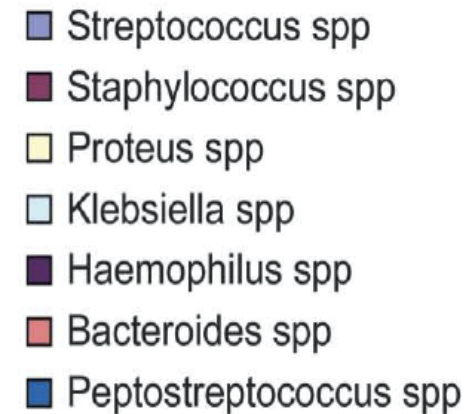 Streptococcus spp
Staphylococcus spp
Proteus spp
Klebsiella spp
Haemophilus spp
Bacteroides spp
Peptostreptococcus spp